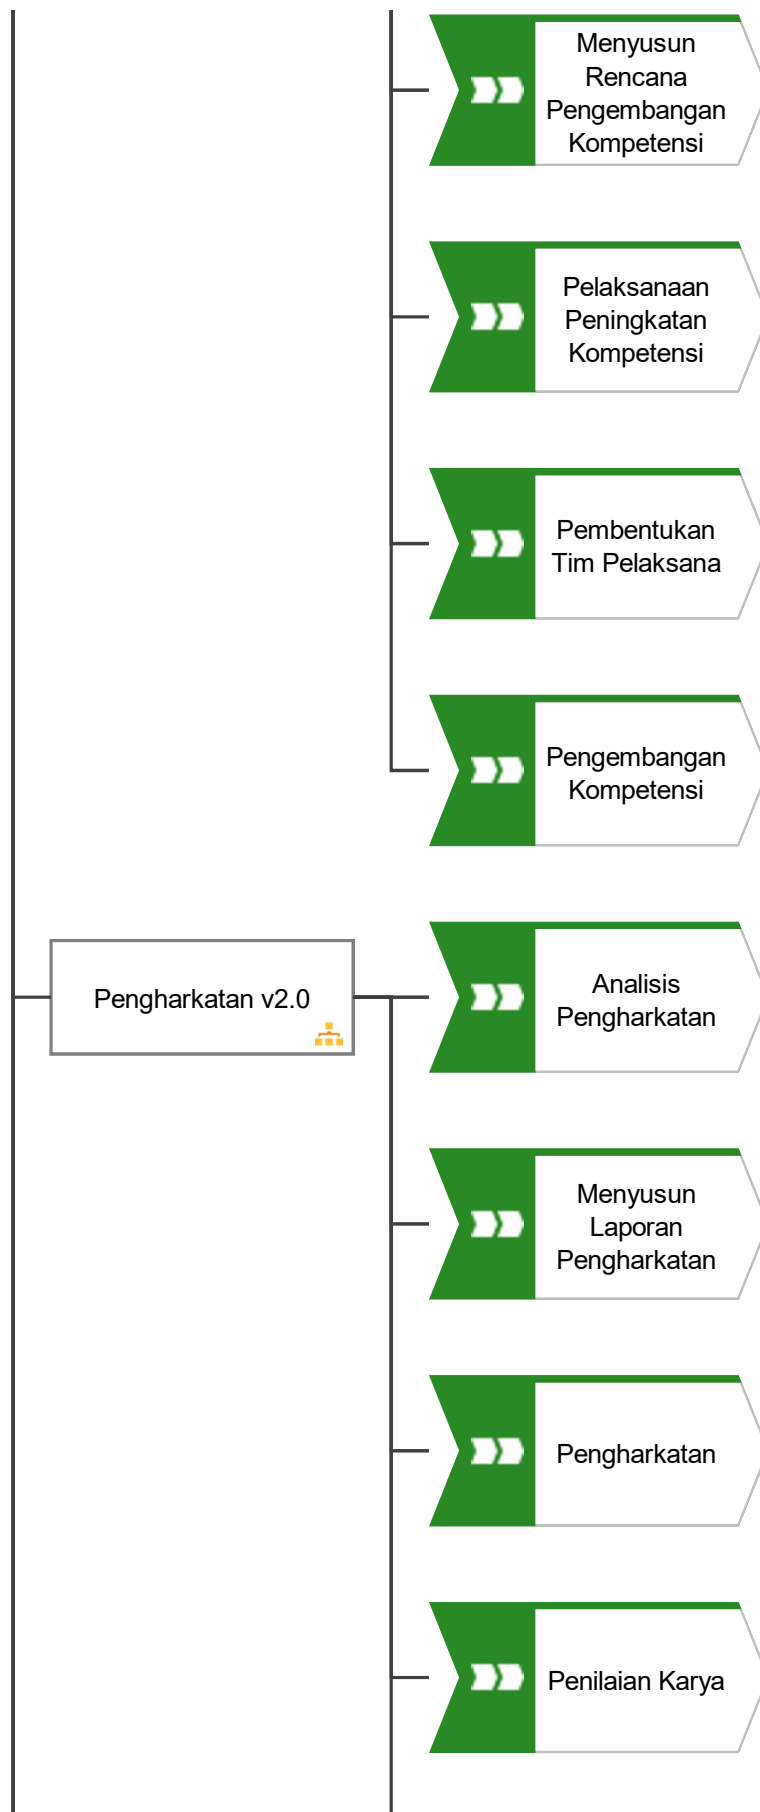 Menyusun
Rencana
Pengembangan
Kompetensi
Pelaksanaan
Peningkatan
Kompetensi
Pembentukan
Tim Pelaksana
Pengembangan
Kompetensi
Pengharkatan v2.0
Analisis
Pengharkatan
Menyusun
Laporan
Pengharkatan
Pengharkatan
Penilaian Karya